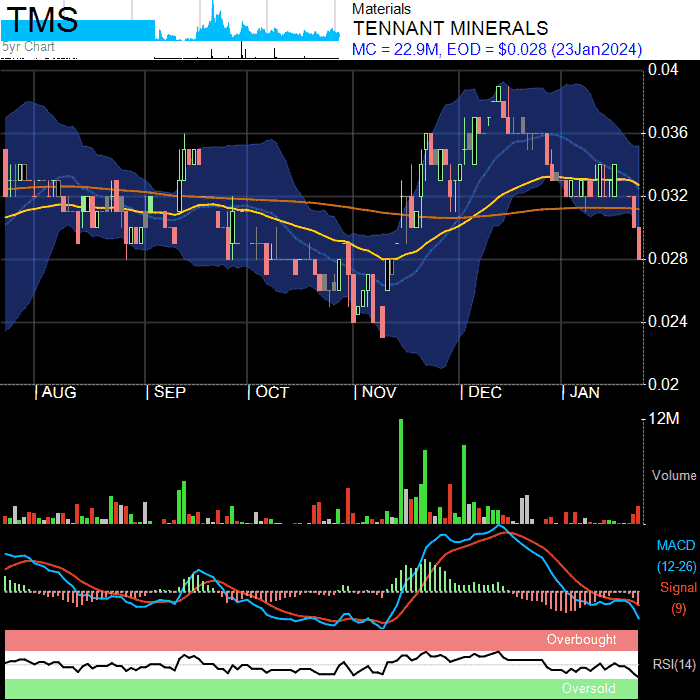 TMS
5yr Chart
Materials
TENNANT MINERALS
MC = 22.9M, EOD = $0.028 (23Jan2024)
0.04
0.036
0.032
0.028
0.024
0.02
| AUG | SEP | OCT | NOV | DEC | JAN
12M
Volume
MACD
(12-26)
Signal
(9)
Overbought
RSI(14)
Oversold